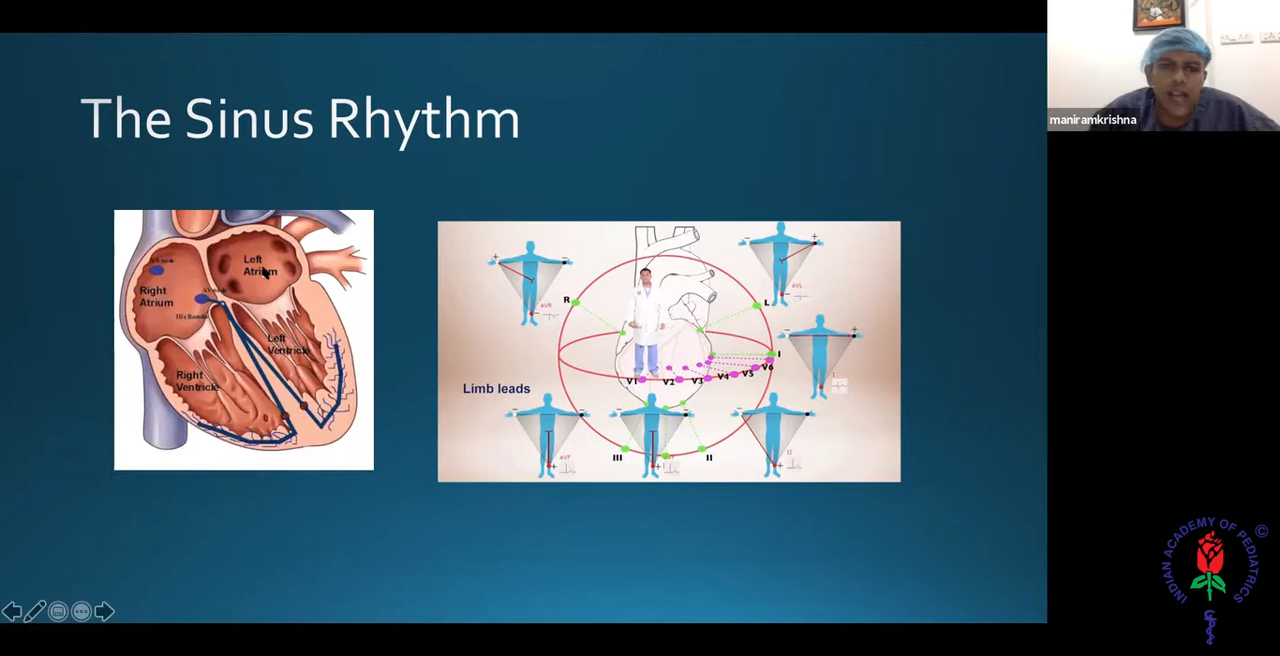 The Sinus Rhythm
maniramkrishna
Left
Atrium
Right
Atrium
His Bundle
Left
Ventricle
Right
Ventricle
aVR
aVL
R
L
I
V1
V2
V3
V4
V5
V6
I
Limb leads
III
II
aVF
II
INDIAN ACADEMY OF PEDIATRICS
©